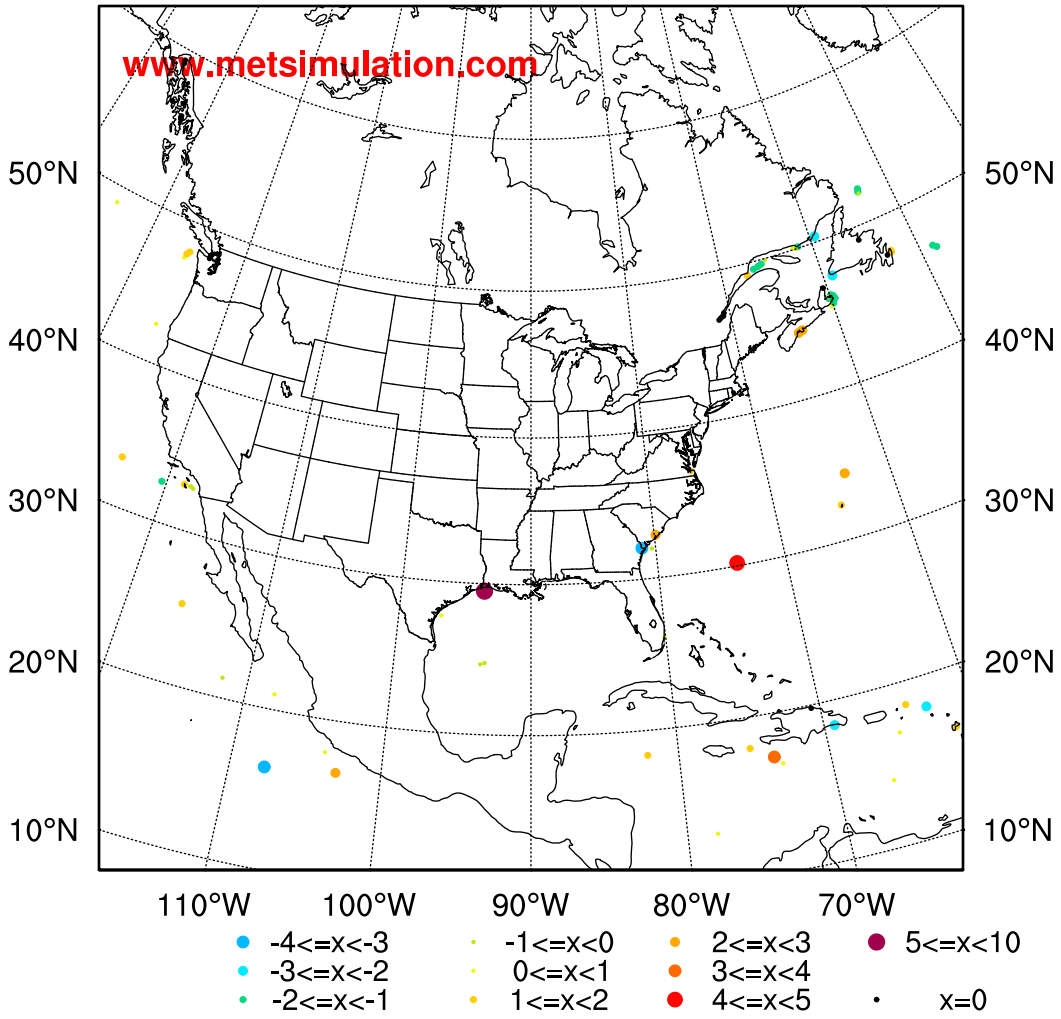 www.metsimulation.com
50°N 50°N
40°N 40°N
30°N 30°N
20°N 20°N
10°N 10°N
110°W 100°W 90°W 80°W 70°W
-4<=x<-3 -1<=x<0 2<=x<3 5<=x<10
-3<=x<-2 0<=x<1 3<=x<4
-2<=x<-1 1<=x<2 4<=x<5 x=0